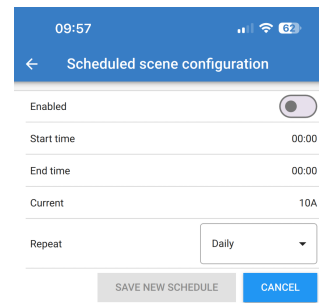 09:57
62
Scheduled scene configuration
Enabled
Start time 00:00
End time 00:00
Current 10A
Repeat Daily
SAVE NEW SCHEDULE CANCEL